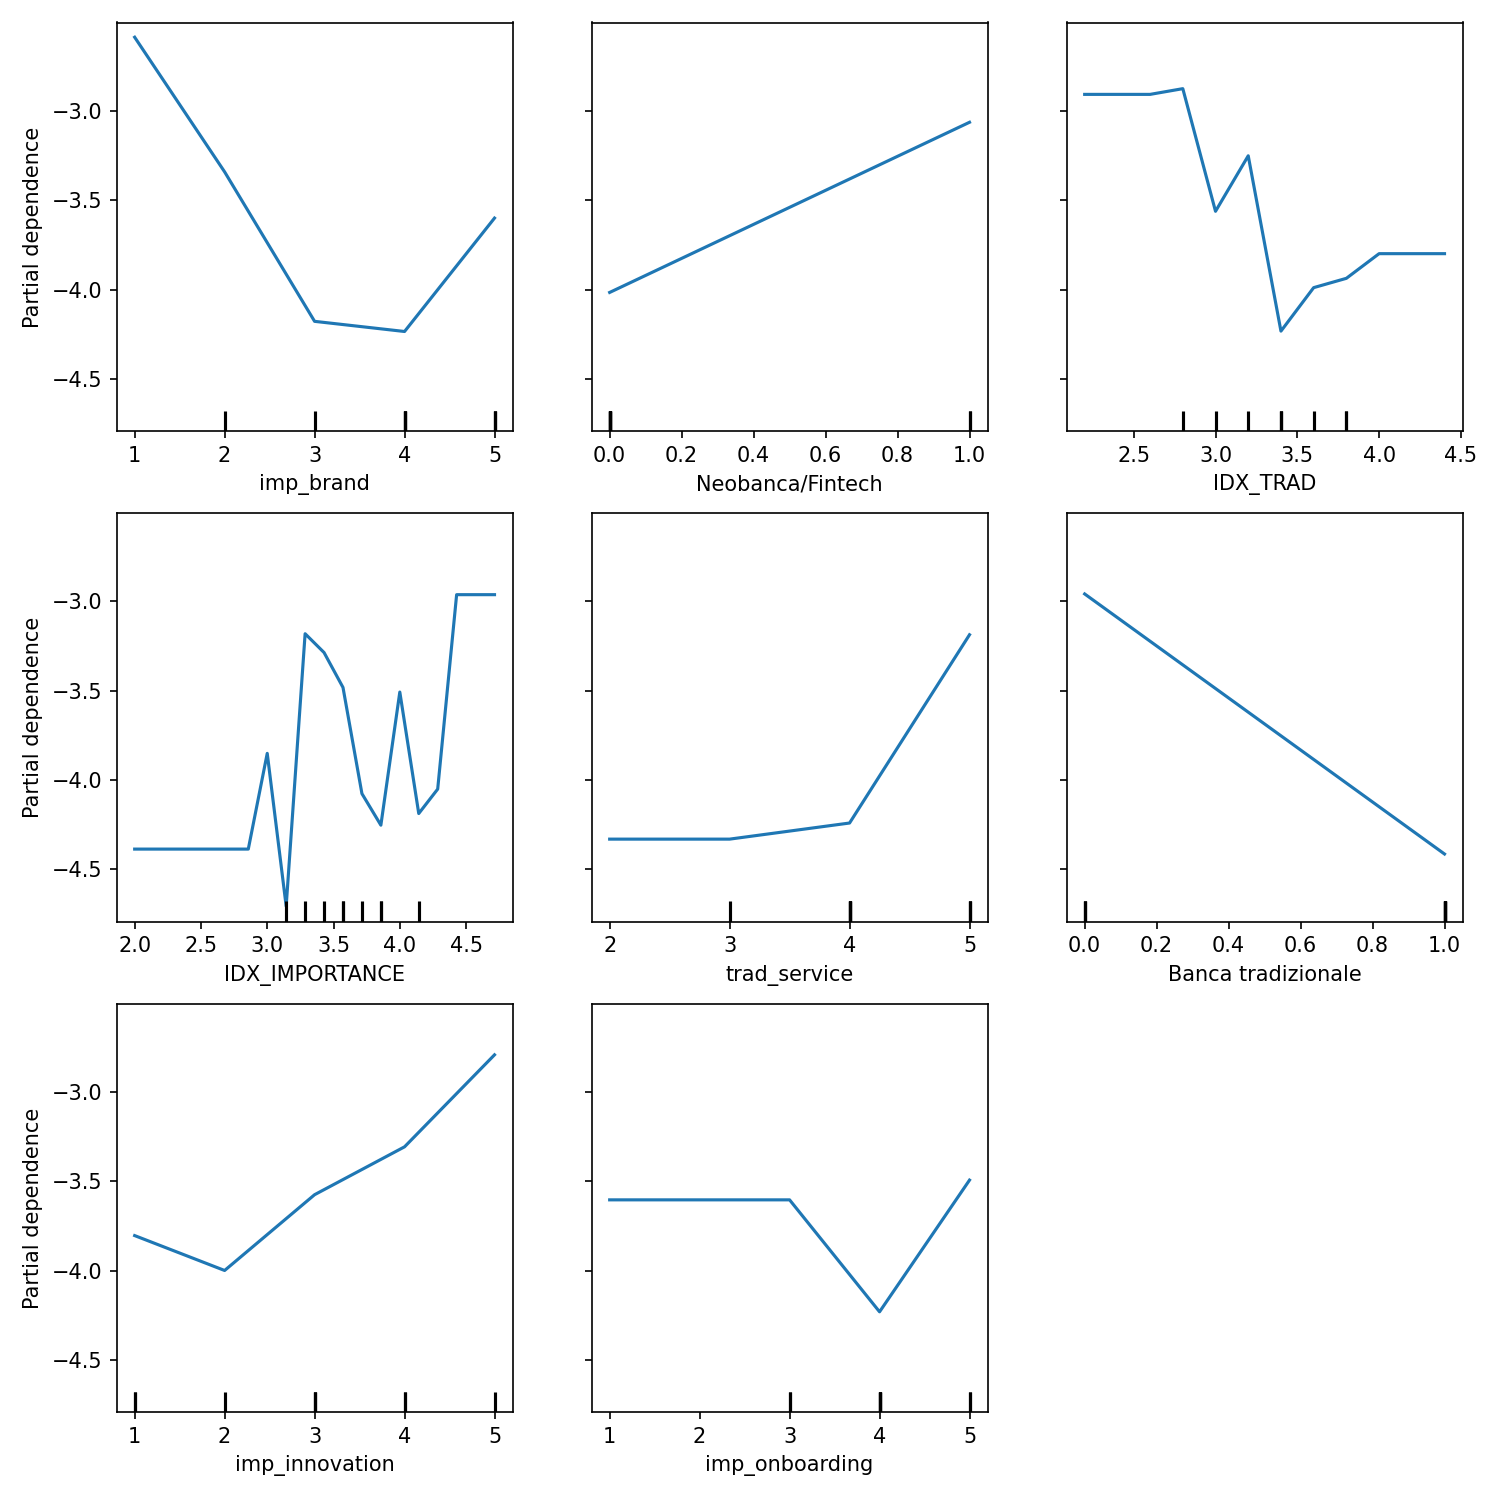 Partial dependence
−3.0
−3.5
−4.0
−4.5
1 2 3 4 5
imp_brand
0.0 0.2 0.4 0.6 0.8 1.0
Neobanca/Fintech
2.5 3.0 3.5 4.0 4.5
IDX_TRAD
Partial dependence
−3.0
−3.5
−4.0
−4.5
2.0 2.5 3.0 3.5 4.0 4.5
IDX_IMPORTANCE
2 3 4 5
trad_service
0.0 0.2 0.4 0.6 0.8 1.0
Banca tradizionale
Partial dependence
−3.0
−3.5
−4.0
−4.5
1 2 3 4 5
imp_innovation
1 2 3 4 5
imp_onboarding